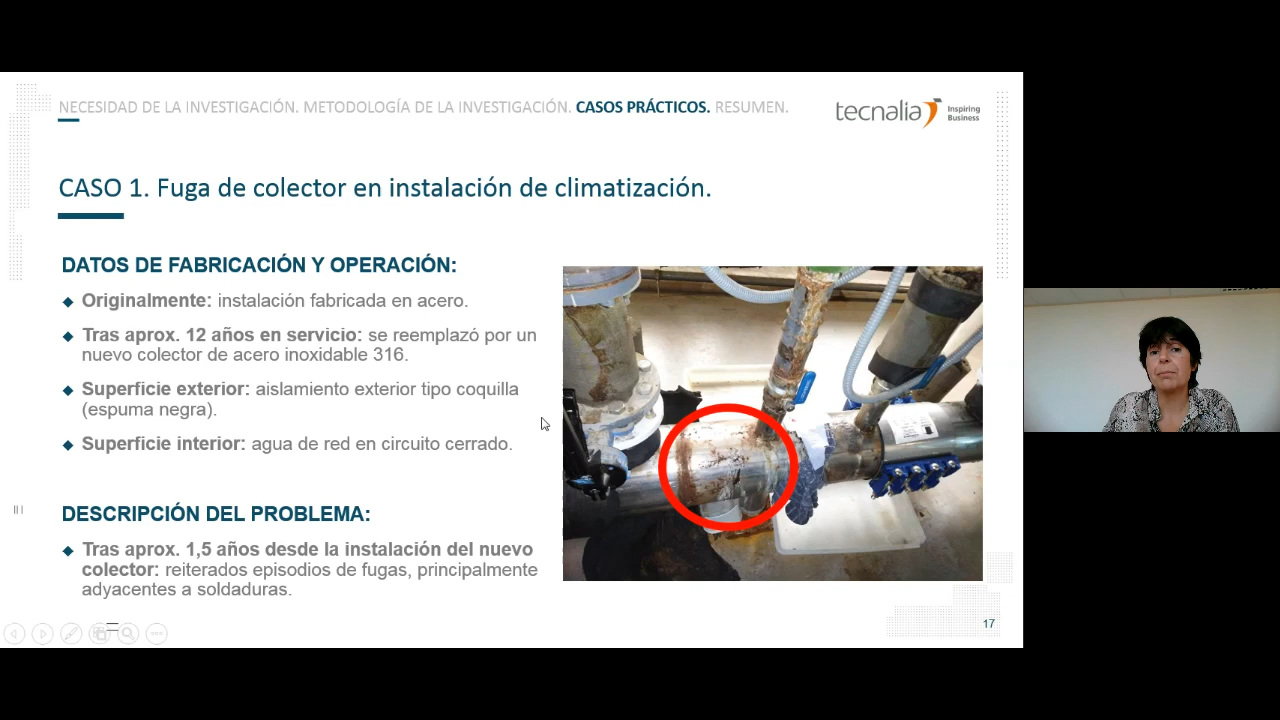 NECESIDAD DE LA INVESTIGACIÓN. METODOLOGÍA DE LA INVESTIGACIÓN. CASOS PRÁCTICOS. RESUMEN.
tecnalia Inspiring
Business
CASO 1. Fuga de colector en instalación de climatización.
DATOS DE FABRICACIÓN Y OPERACIÓN:
Originalmente: instalación fabricada en acero.
Tras aprox. 12 años en servicio: se reemplazó por un
nuevo colector de acero inoxidable 316.
Superficie exterior: aislamiento exterior tipo coquilla
(espuma negra).
Superficie interior: agua de red en circuito cerrado.
DESCRIPCIÓN DEL PROBLEMA:
Tras aprox. 1,5 años desde la instalación del nuevo
colector: reiterados episodios de fugas, principalmente
adyacentes a soldaduras.
17